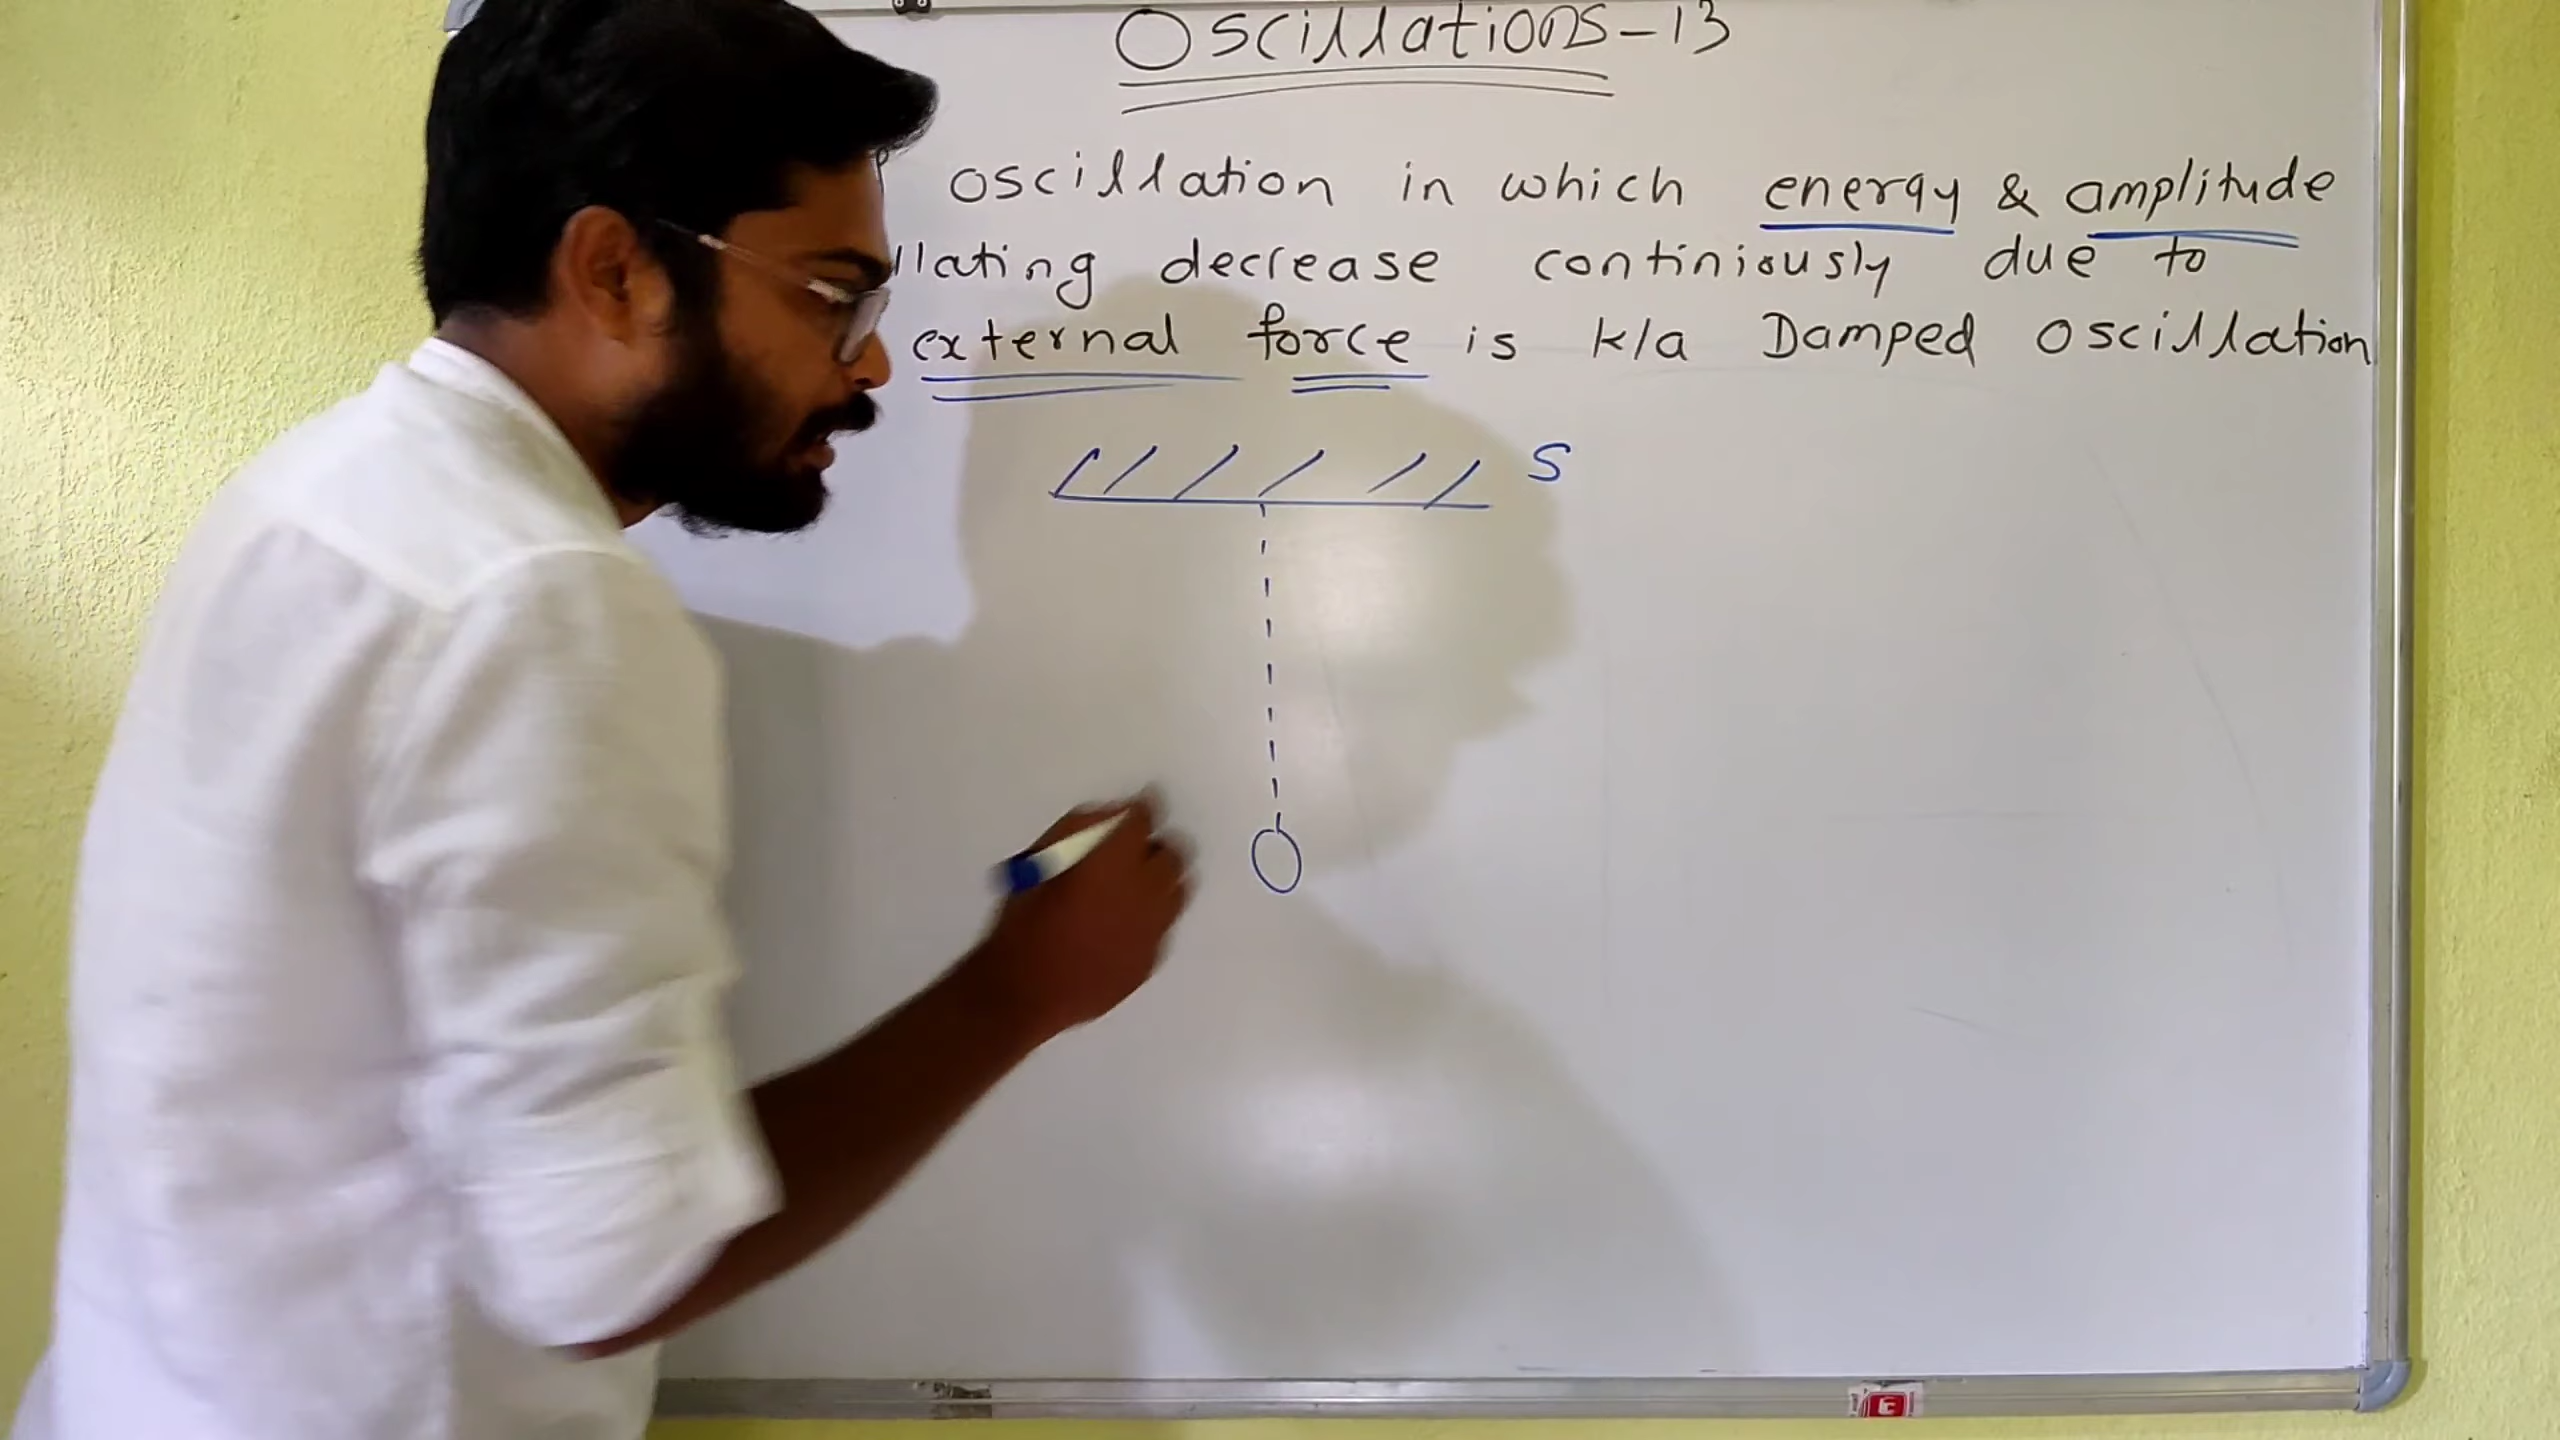 Oscillations-13
oscillation in which energy & amplitude
llating decrease continiously due to
external force is k/a Damped oscillation
S